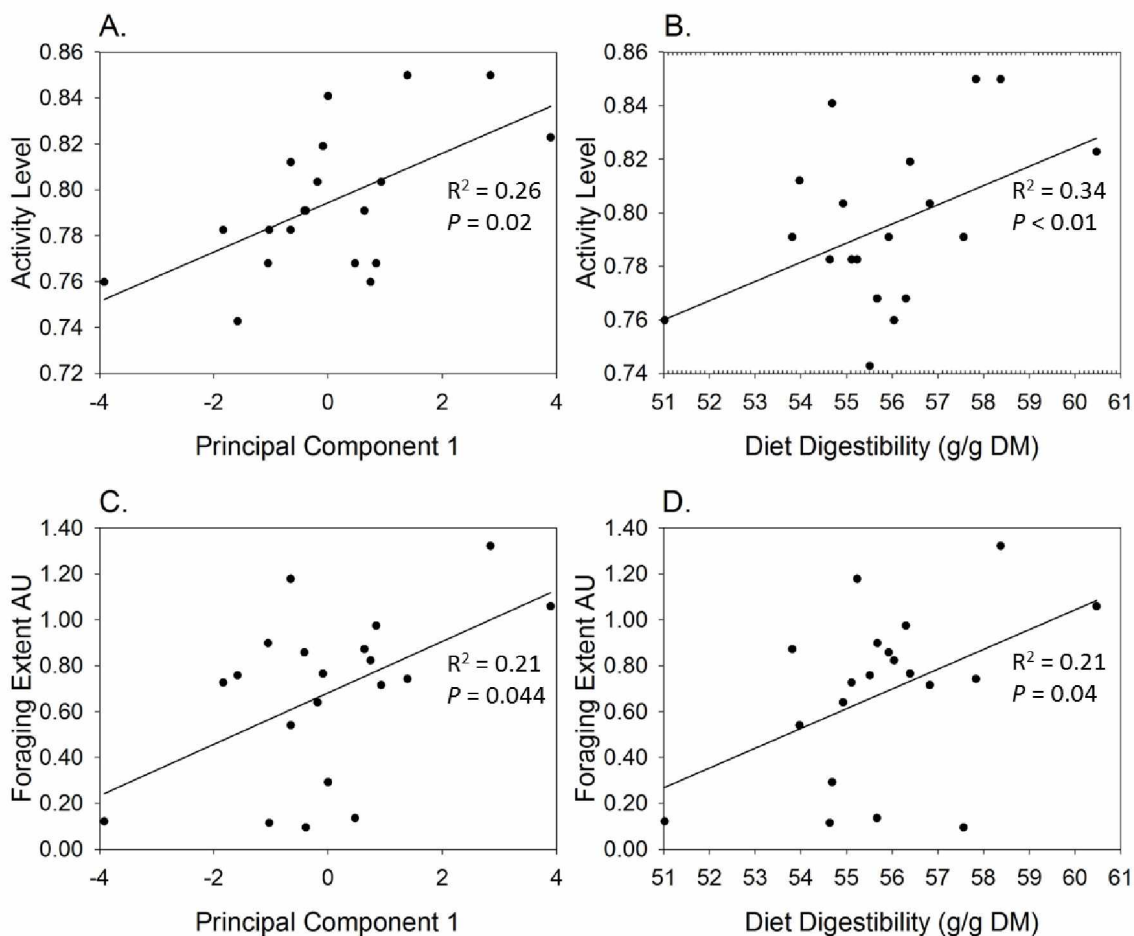 A.
0.86
0.84
0.82
0.80
0.78
0.76
0.74
0.72
Activity Level
R² = 0.26
P = 0.02
-4 -2 0 2 4
Principal Component 1
B.
0.86
0.84
0.82
0.80
0.78
0.76
0.74
Activity Level
R² = 0.34
P < 0.01
51 52 53 54 55 56 57 58 59 60 61
Diet Digestibility (g/g DM)
C.
1.40
1.20
1.00
0.80
0.60
0.40
0.20
0.00
Foraging Extent AU
R² = 0.21
P = 0.044
-4 -2 0 2 4
Principal Component 1
D.
1.40
1.20
1.00
0.80
0.60
0.40
0.20
0.00
Foraging Extent AU
R² = 0.21
P = 0.04
51 52 53 54 55 56 57 58 59 60 61
Diet Digestibility (g/g DM)